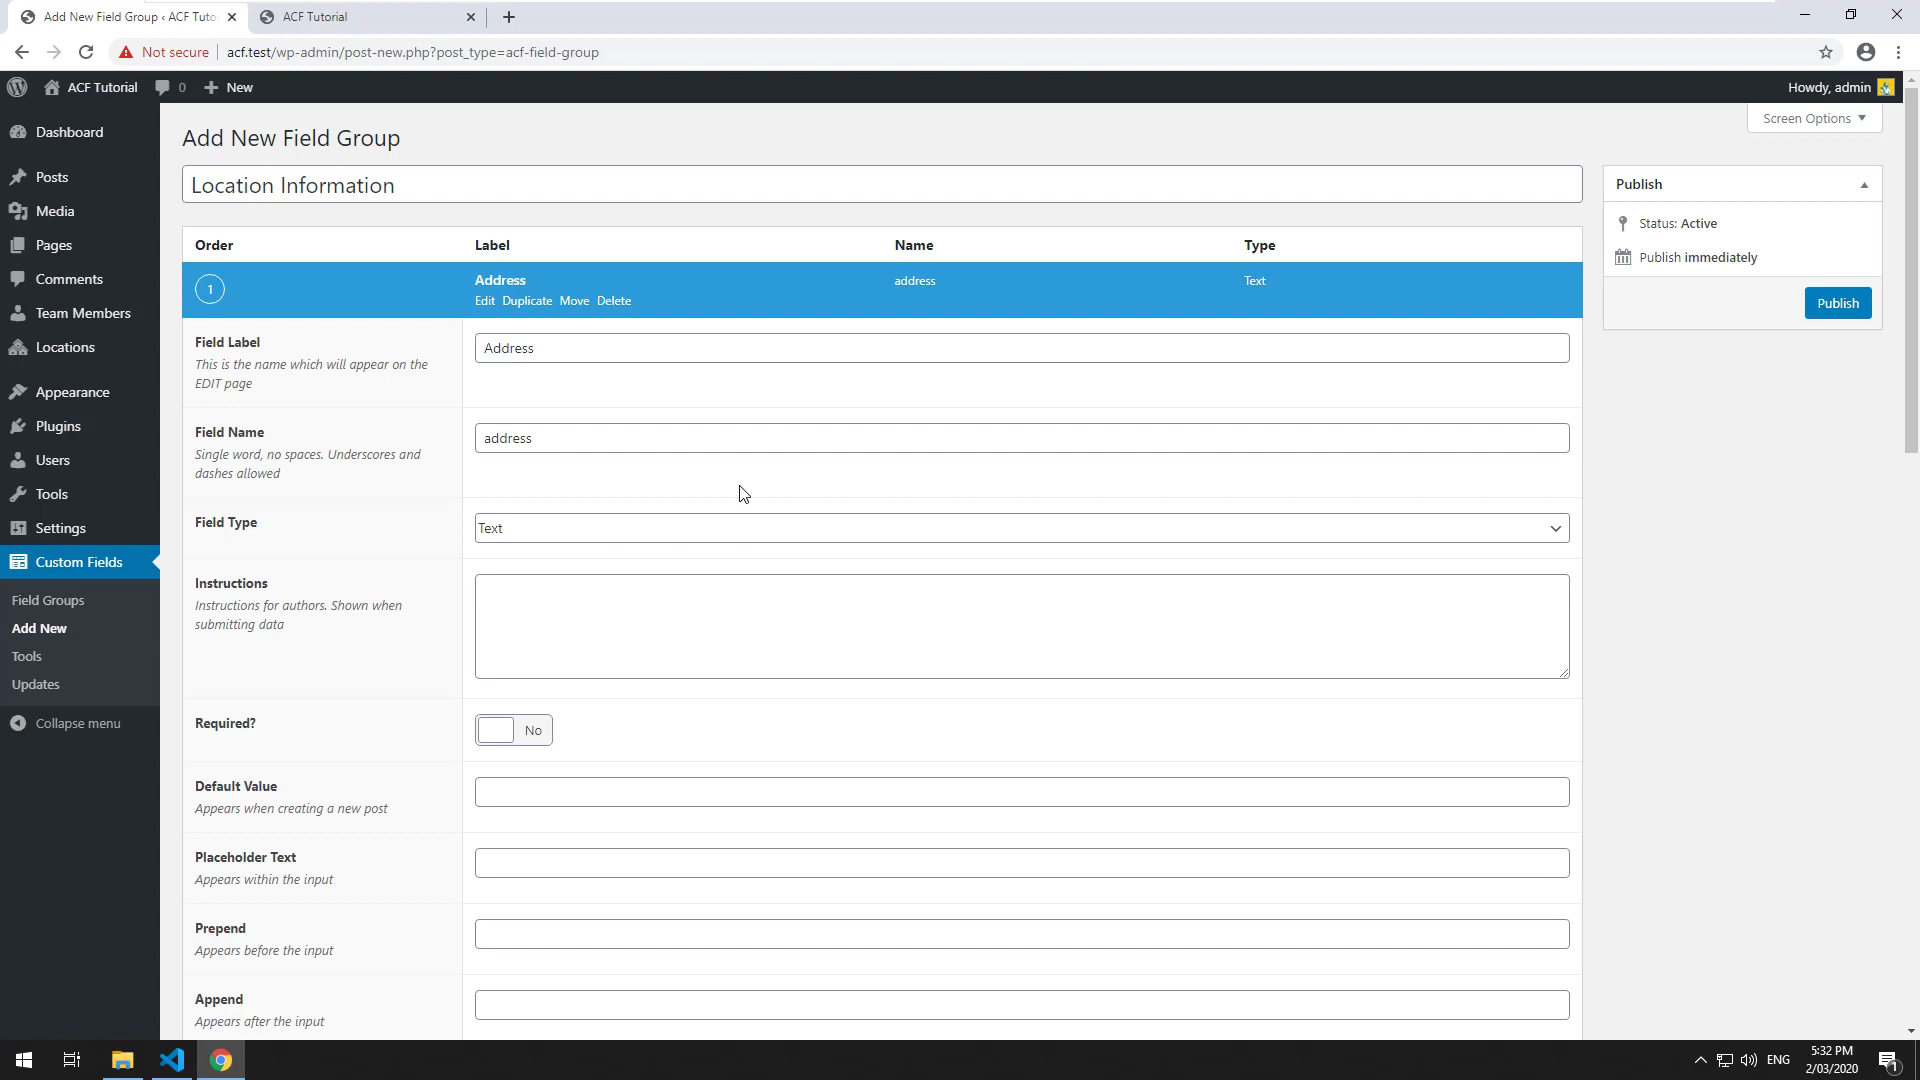 Add New Field Group ‹ ACF Tuto
ACF Tutorial
Not secure
acf.test/wp-admin/post-new.php?post_type=acf-field-group
ACF Tutorial
0
New
Howdy, admin
Screen Options
Dashboard
Posts
Media
Pages
Comments
Team Members
Locations
Appearance
Plugins
Users
Tools
Settings
Custom Fields
Field Groups
Add New
Tools
Updates
Collapse menu
Add New Field Group
Location Information
Order Label Name Type
1 Address address Text
Edit Duplicate Move Delete
Field Label
This is the name which will appear on the
EDIT page
Address
Field Name
Single word, no spaces. Underscores and
dashes allowed
address
Field Type
Text
Instructions
Instructions for authors. Shown when
submitting data
Required?
No
Default Value
Appears when creating a new post
Placeholder Text
Appears within the input
Prepend
Appears before the input
Append
Appears after the input
Publish
Status: Active
Publish immediately
Publish
ENG
5:32 PM
2/03/2020
1